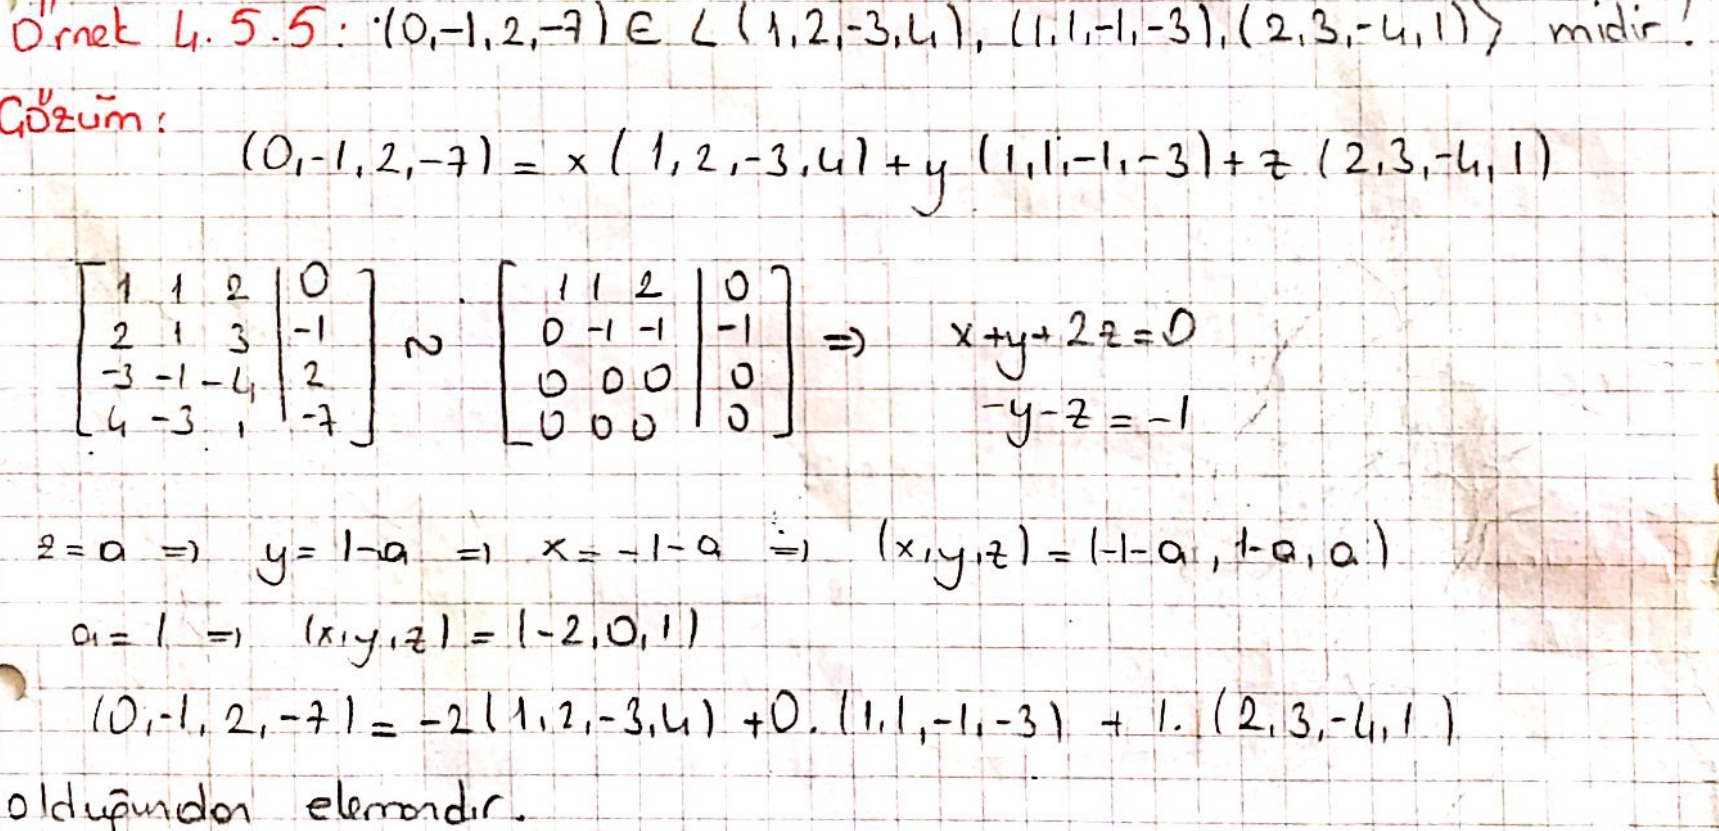 Örnek 4.5.5: (0,-1,2,-7) ∈ <(1,2,-3,4), (1,1,-1,-3), (2,3,-4,1)> midir?
Çözüm:
(0,-1,2,-7) = x (1,2,-3,4) + y (1,1,-1,-3) + z (2,3,-4,1)
[1 1 2 | 0] ~ [1 1 2 | 0] ⇒ x+y+2z=0
[2 1 3 | -1] [0 -1 -1 | -1] -y-z=-1
[-3 -1 -4 | 2] [0 0 0 | 0]
[4 -3 1 | -7] [0 0 0 | 0]
z=a ⇒ y=1-a ⇒ x=-1-a ⇒ (x,y,z) = (-1-a, 1-a, a)
a=1 ⇒ (x,y,z) = (-2,0,1)
(0,-1,2,-7) = -2(1,2,-3,4) + 0.(1,1,-1,-3) + 1.(2,3,-4,1)
olduğundan elemandır.